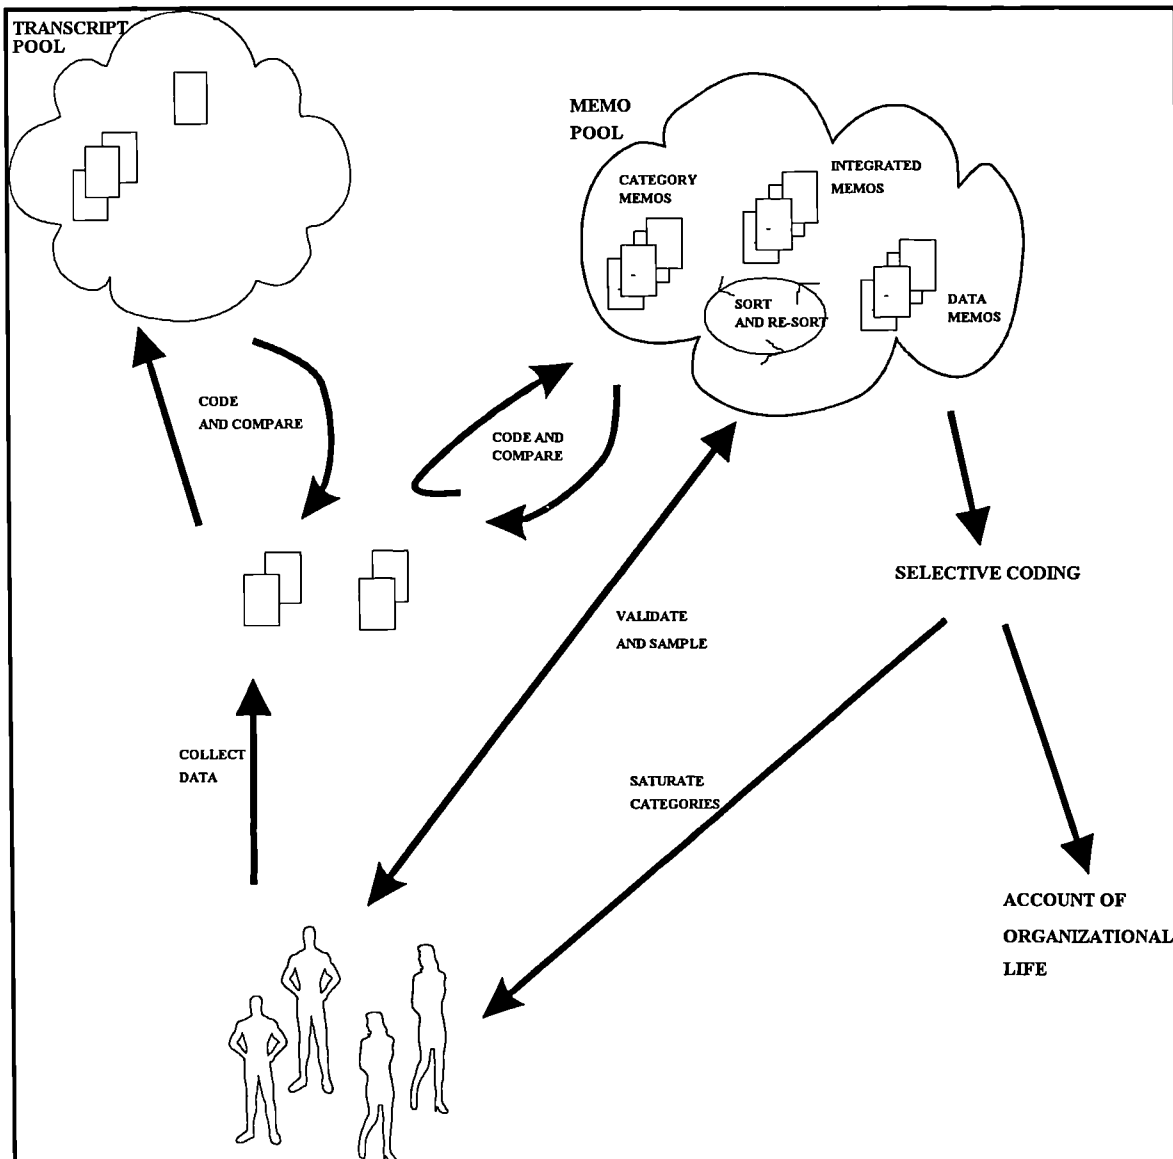 TRANSCRIPT
POOL
MEMO
POOL
CATEGORY
MEMOS
INTEGRATED
MEMOS
SORT
AND RE-SORT
DATA
MEMOS
CODE
AND COMPARE
CODE AND
COMPARE
SELECTIVE CODING
VALIDATE
AND SAMPLE
COLLECT
DATA
SATURATE
CATEGORIES
ACCOUNT OF
ORGANIZATIONAL
LIFE